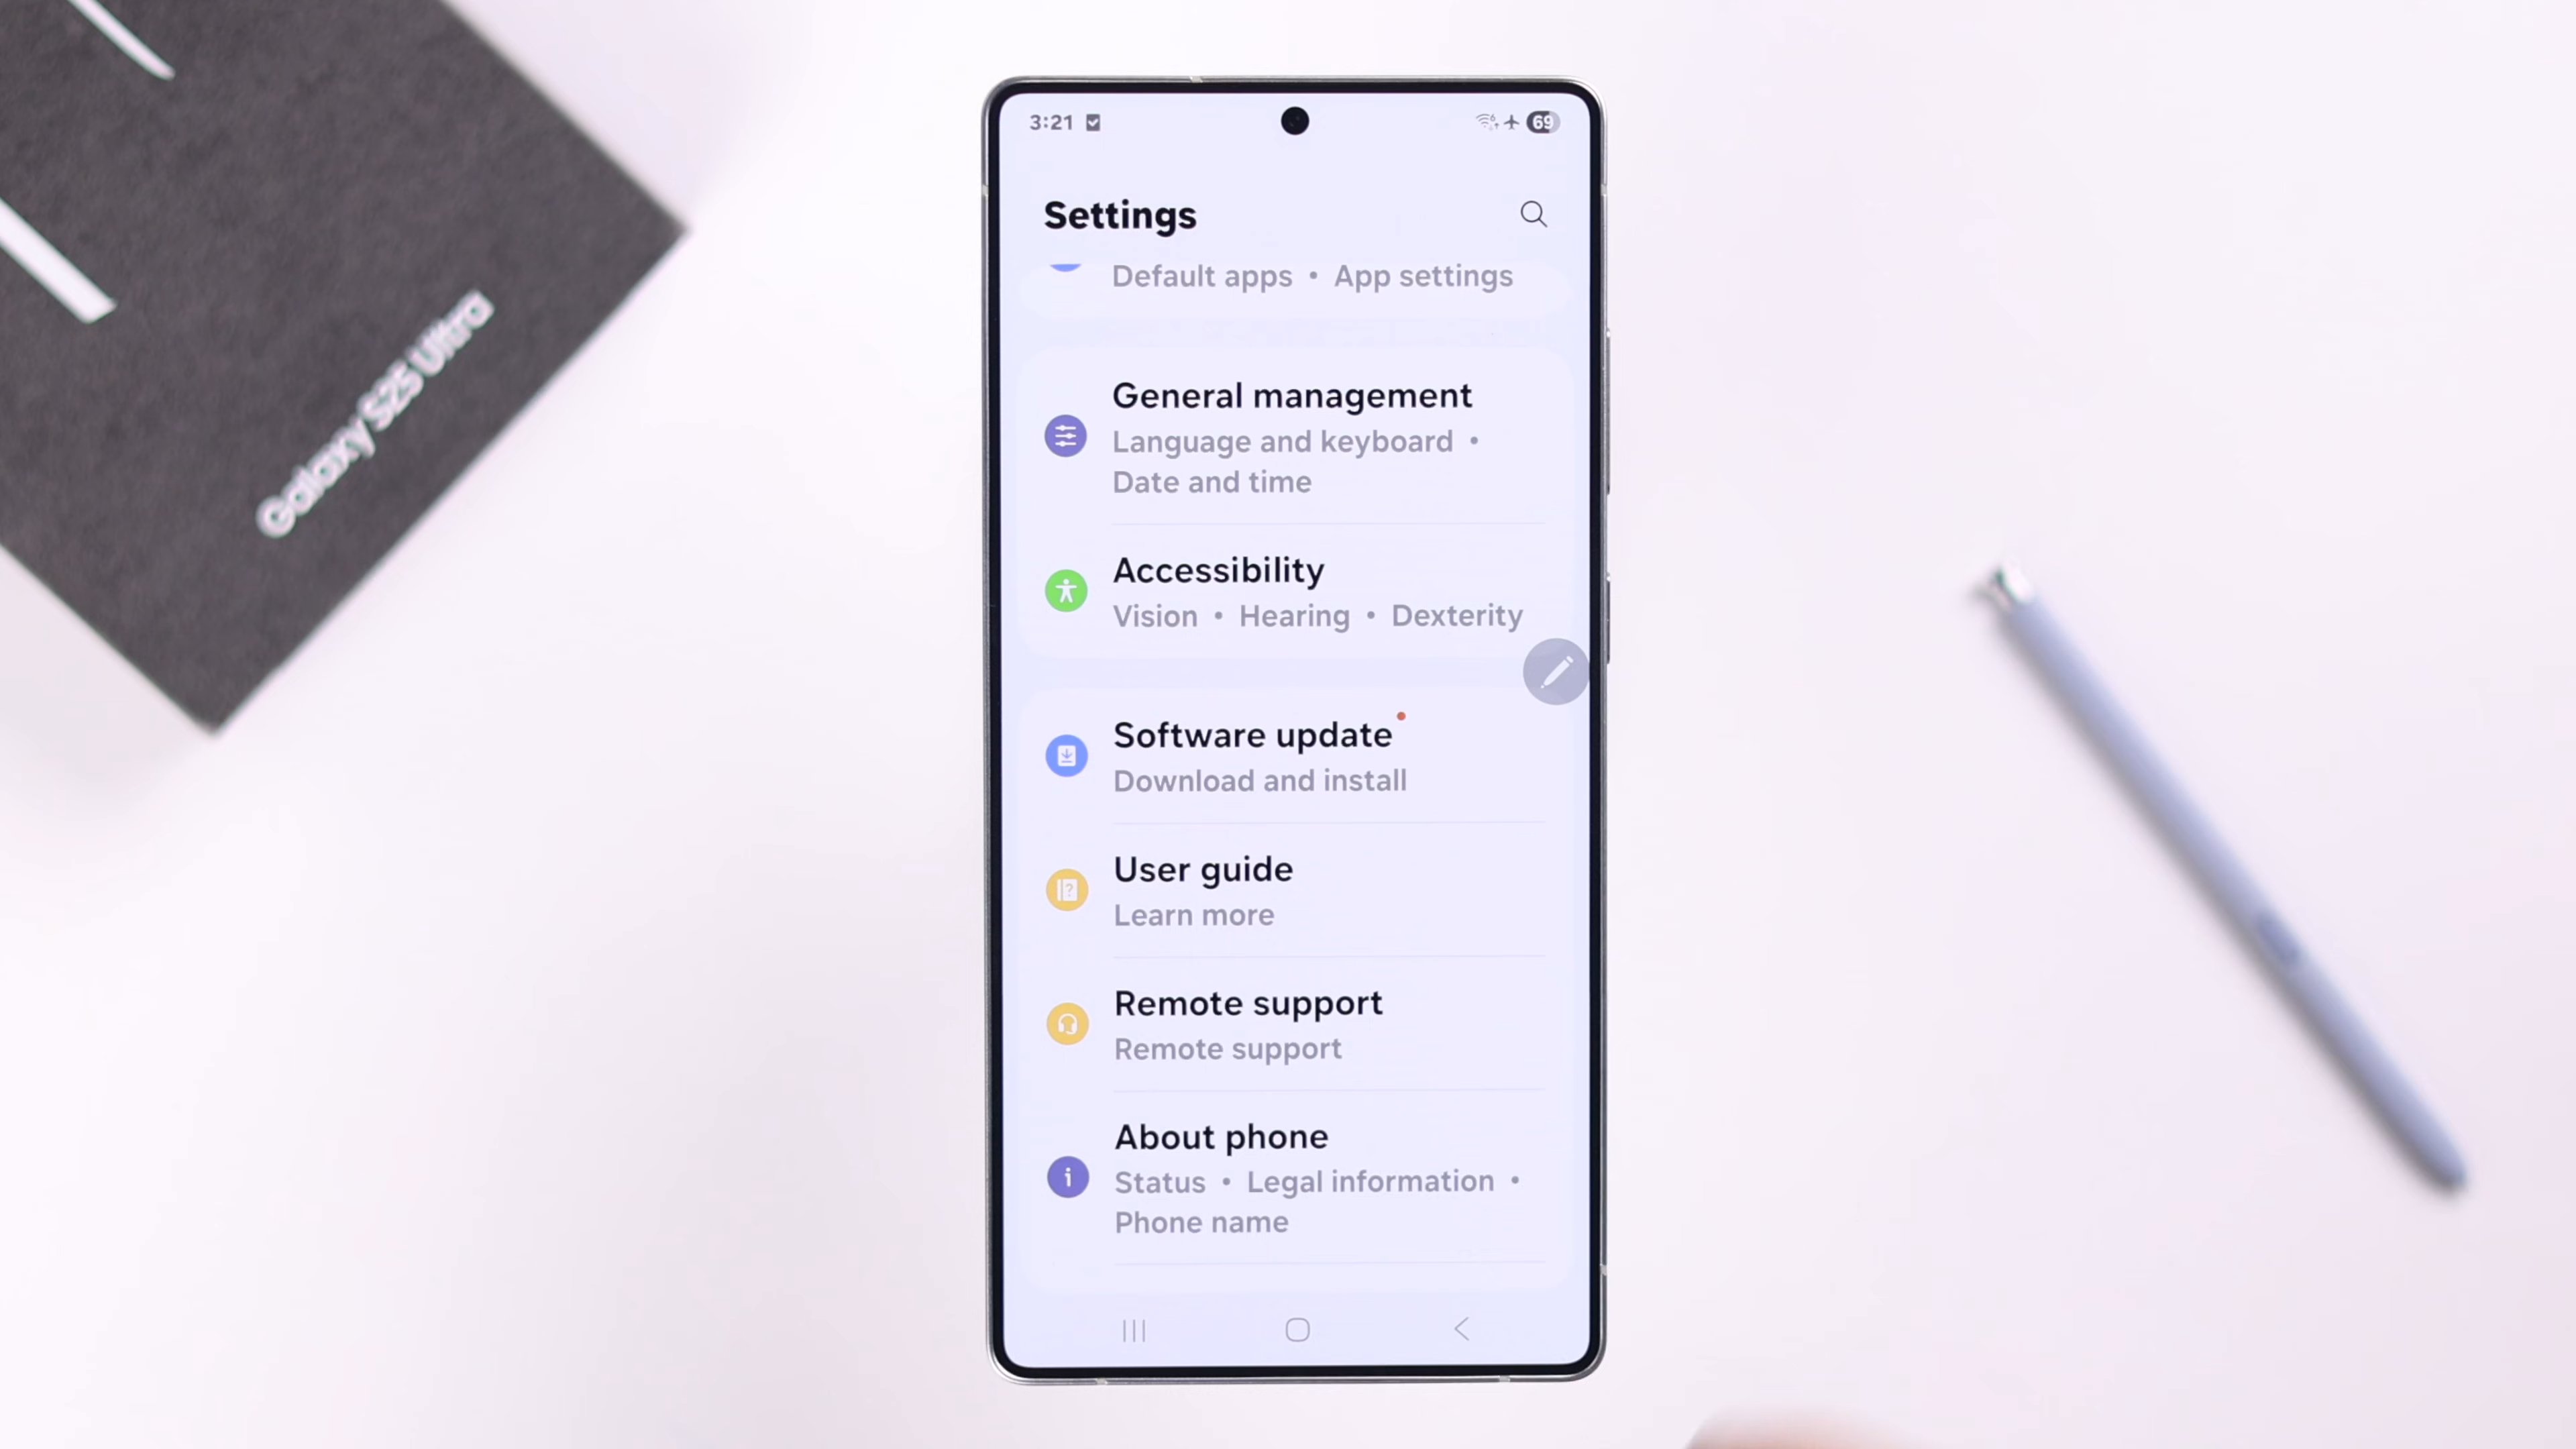 Galaxy S25 Ultra
3:21
69
Settings
Default apps • App settings
General management
Language and keyboard •
Date and time
Accessibility
Vision • Hearing • Dexterity
Software update
Download and install
User guide
Learn more
Remote support
Remote support
About phone
Status • Legal information •
Phone name